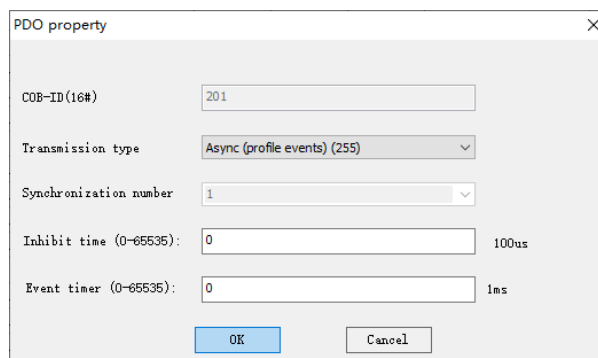 PDO property
COB-ID(16#) 201
Transmission type Async (profile events) (255)
Synchronization number 1
Inhibit time (0-65535): 0 100us
Event timer (0-65535): 0 1ms
OK Cancel